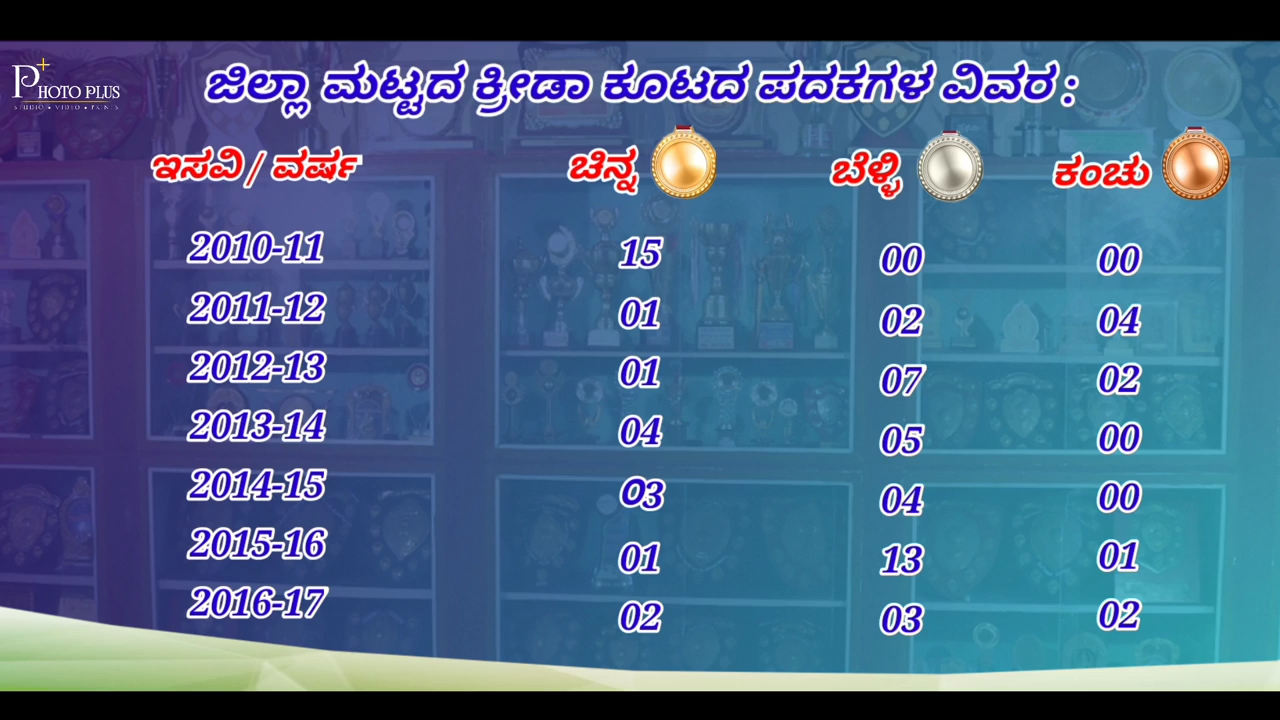 PHOTO PLUS
STUDIO • VIDEO • PRINTS
ಜಿಲ್ಲಾ ಮಟ್ಟದ ಕ್ರೀಡಾ ಕೂಟದ ಪದಕಗಳ ವಿವರ :
ಇಸವಿ / ವರ್ಷ ಚಿನ್ನ ಬೆಳ್ಳಿ ಕಂಚು
2010-11 15 00 00
2011-12 01 02 04
2012-13 01 07 02
2013-14 04 05 00
2014-15 03 04 00
2015-16 01 13 01
2016-17 02 03 02